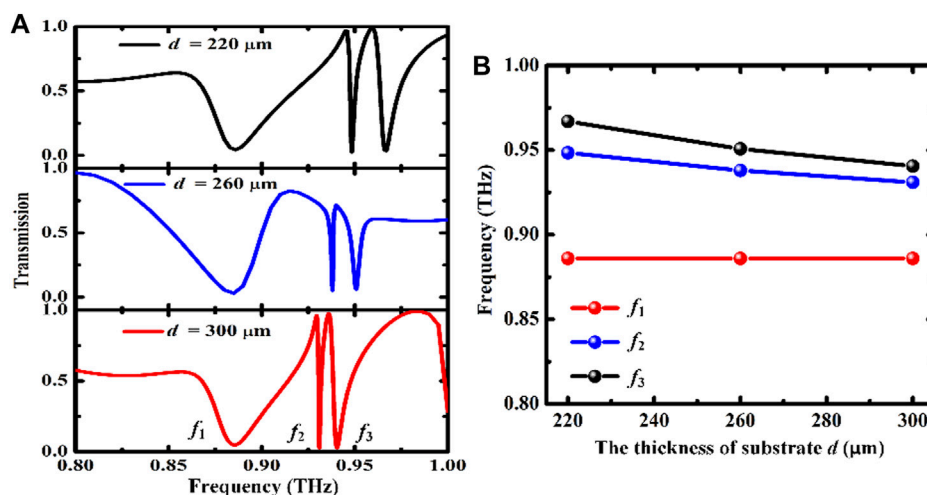 A
1.0
d = 220 μm
0.5
0.0
d = 260 μm
0.5
0.0
1.0
d = 300 μm
0.5
0.0
Transmission
f1
f2
f3
0.80 0.85 0.90 0.95 1.00
Frequency (THz)
B
1.00
0.95
0.90
0.85
0.80
Frequency (THz)
f1
f2
f3
220 240 260 280 300
The thickness of substrate d (μm)